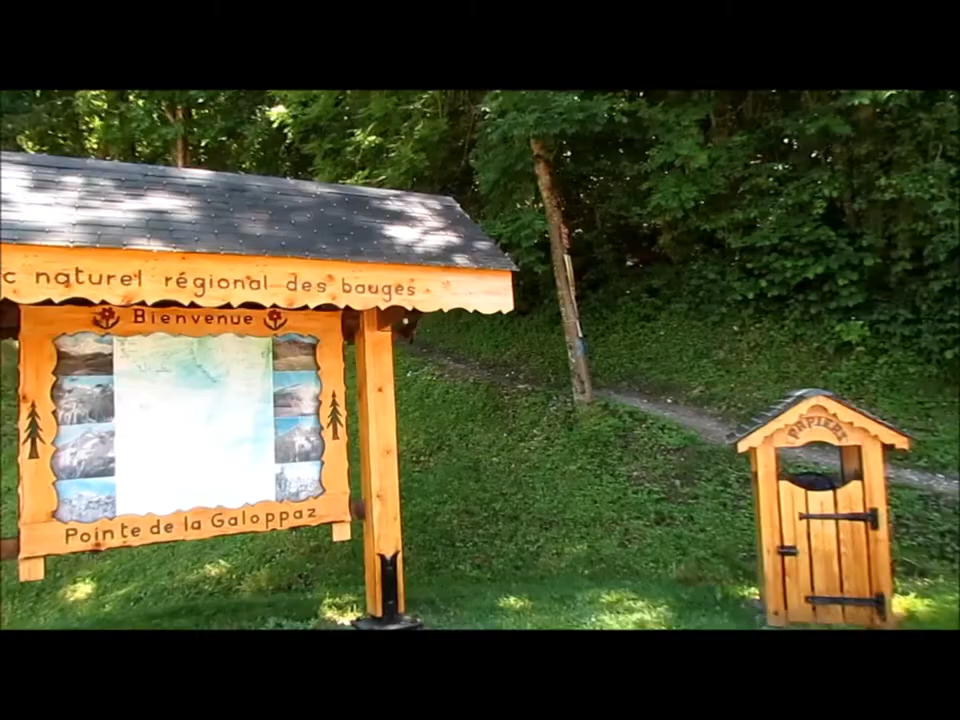 c naturel régional des bauges
Bienvenue
Pointe de la Galoppaz
PAPIERS